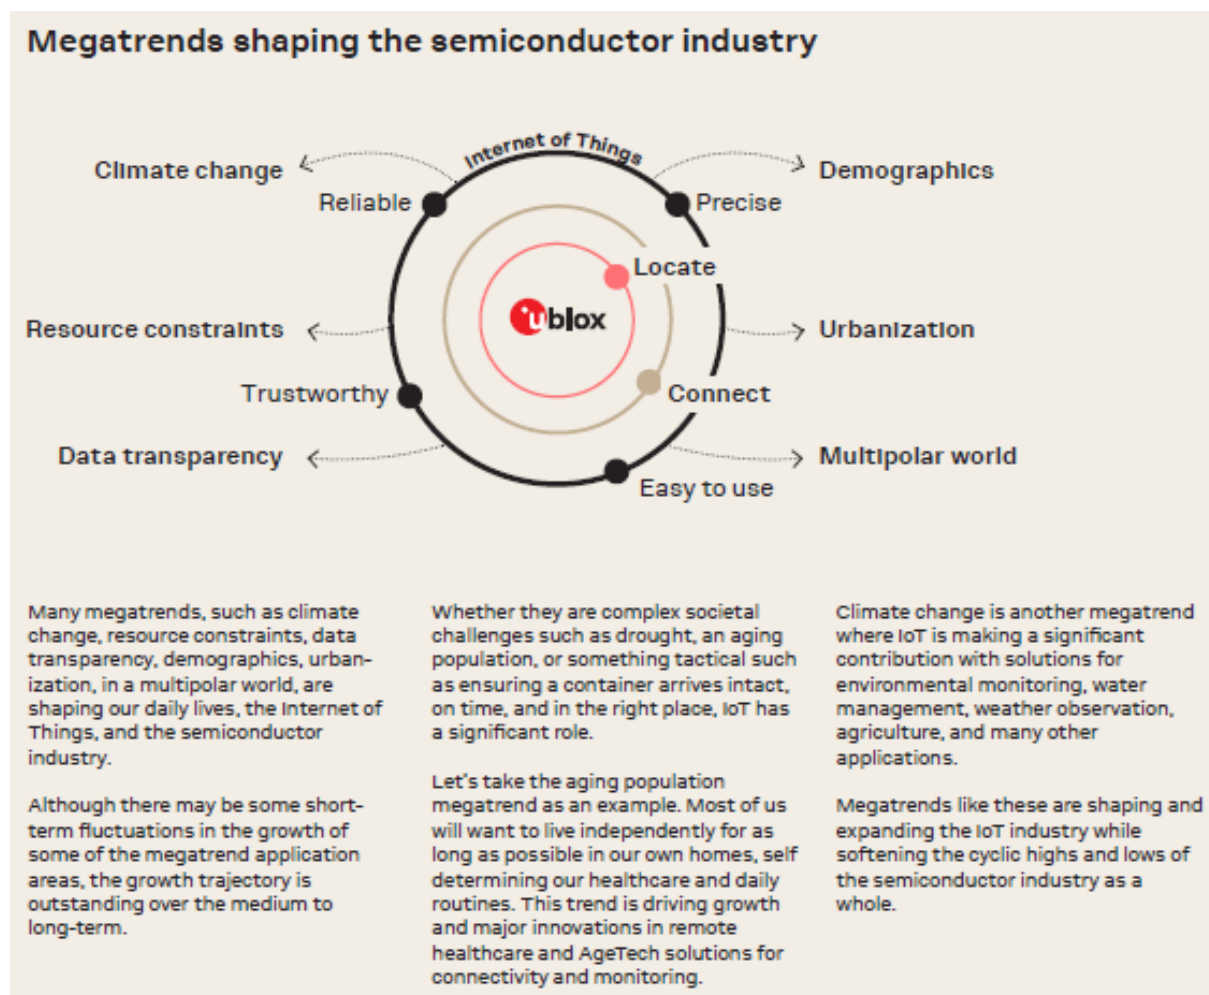 Megatrends shaping the semiconductor industry
Internet of Things
Climate change
Demographics
Reliable
Precise
Locate
ublox
Resource constraints
Urbanization
Trustworthy
Connect
Data transparency
Multipolar world
Easy to use
Many megatrends, such as climate
change, resource constraints, data
transparency, demographics, urban-
ization, in a multipolar world, are
shaping our daily lives, the Internet of
Things, and the semiconductor
industry.
Although there may be some short-
term fluctuations in the growth of
some of the megatrend application
areas, the growth trajectory is
outstanding over the medium to
long-term.
Whether they are complex societal
challenges such as drought, an aging
population, or something tactical such
as ensuring a container arrives intact,
on time, and in the right place, IoT has
a significant role.
Let's take the aging population
megatrend as an example. Most of us
will want to live independently for as
long as possible in our own homes, self
determining our healthcare and daily
routines. This trend is driving growth
and major innovations in remote
healthcare and AgeTech solutions for
connectivity and monitoring.
Climate change is another megatrend
where IoT is making a significant
contribution with solutions for
environmental monitoring, water
management, weather observation,
agriculture, and many other
applications.
Megatrends like these are shaping and
expanding the IoT industry while
softening the cyclic highs and lows of
the semiconductor industry as a
whole.